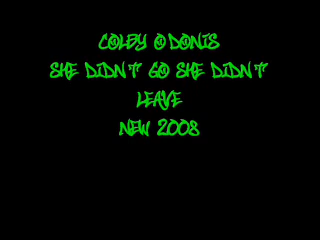 COLBY O DONIS
SHE DIDN'T GO SHE DIDN'T
LEAVE
NEW 2008